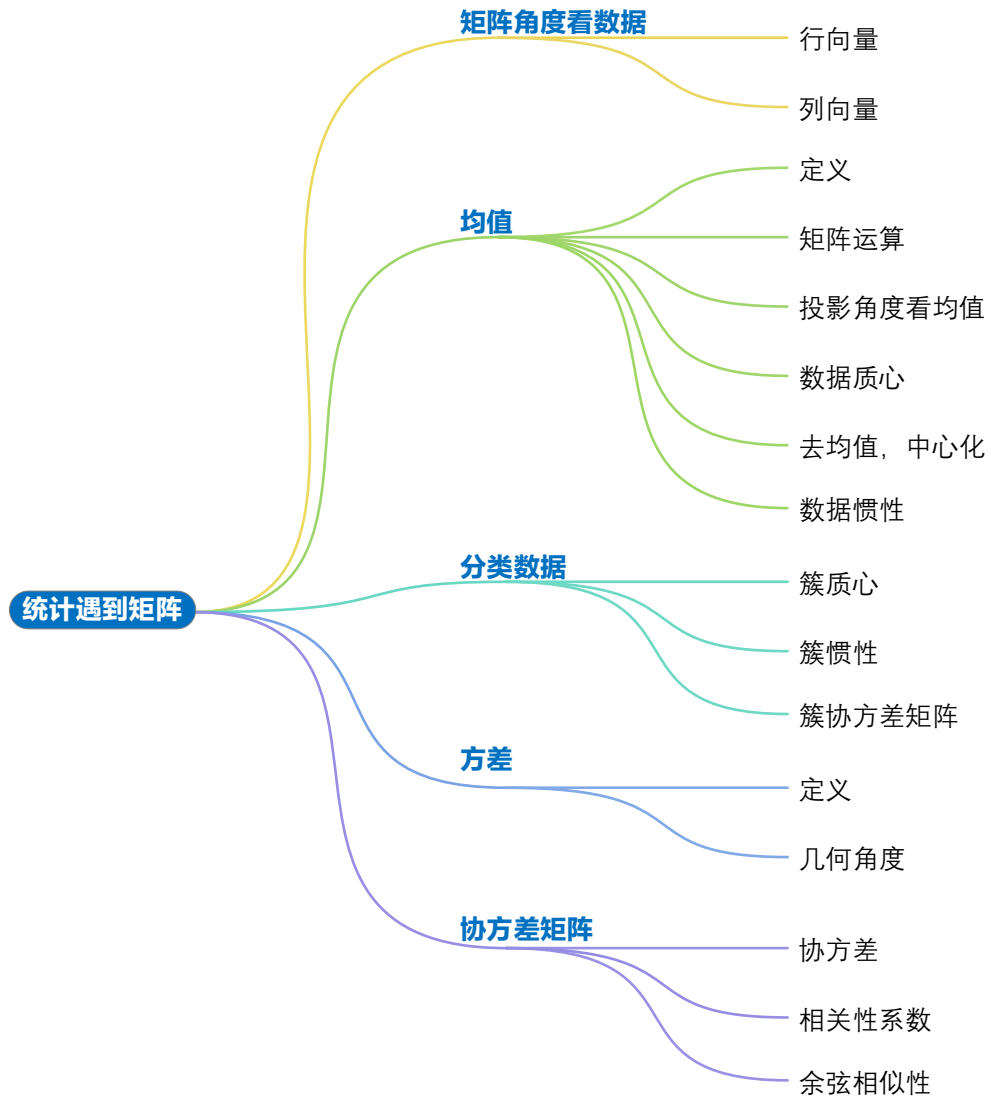 统计遇到矩阵
矩阵角度看数据
行向量
列向量
均值
定义
矩阵运算
投影角度看均值
数据质心
去均值，中心化
数据惯性
分类数据
簇质心
簇惯性
簇协方差矩阵
方差
定义
几何角度
协方差矩阵
协方差
相关性系数
余弦相似性